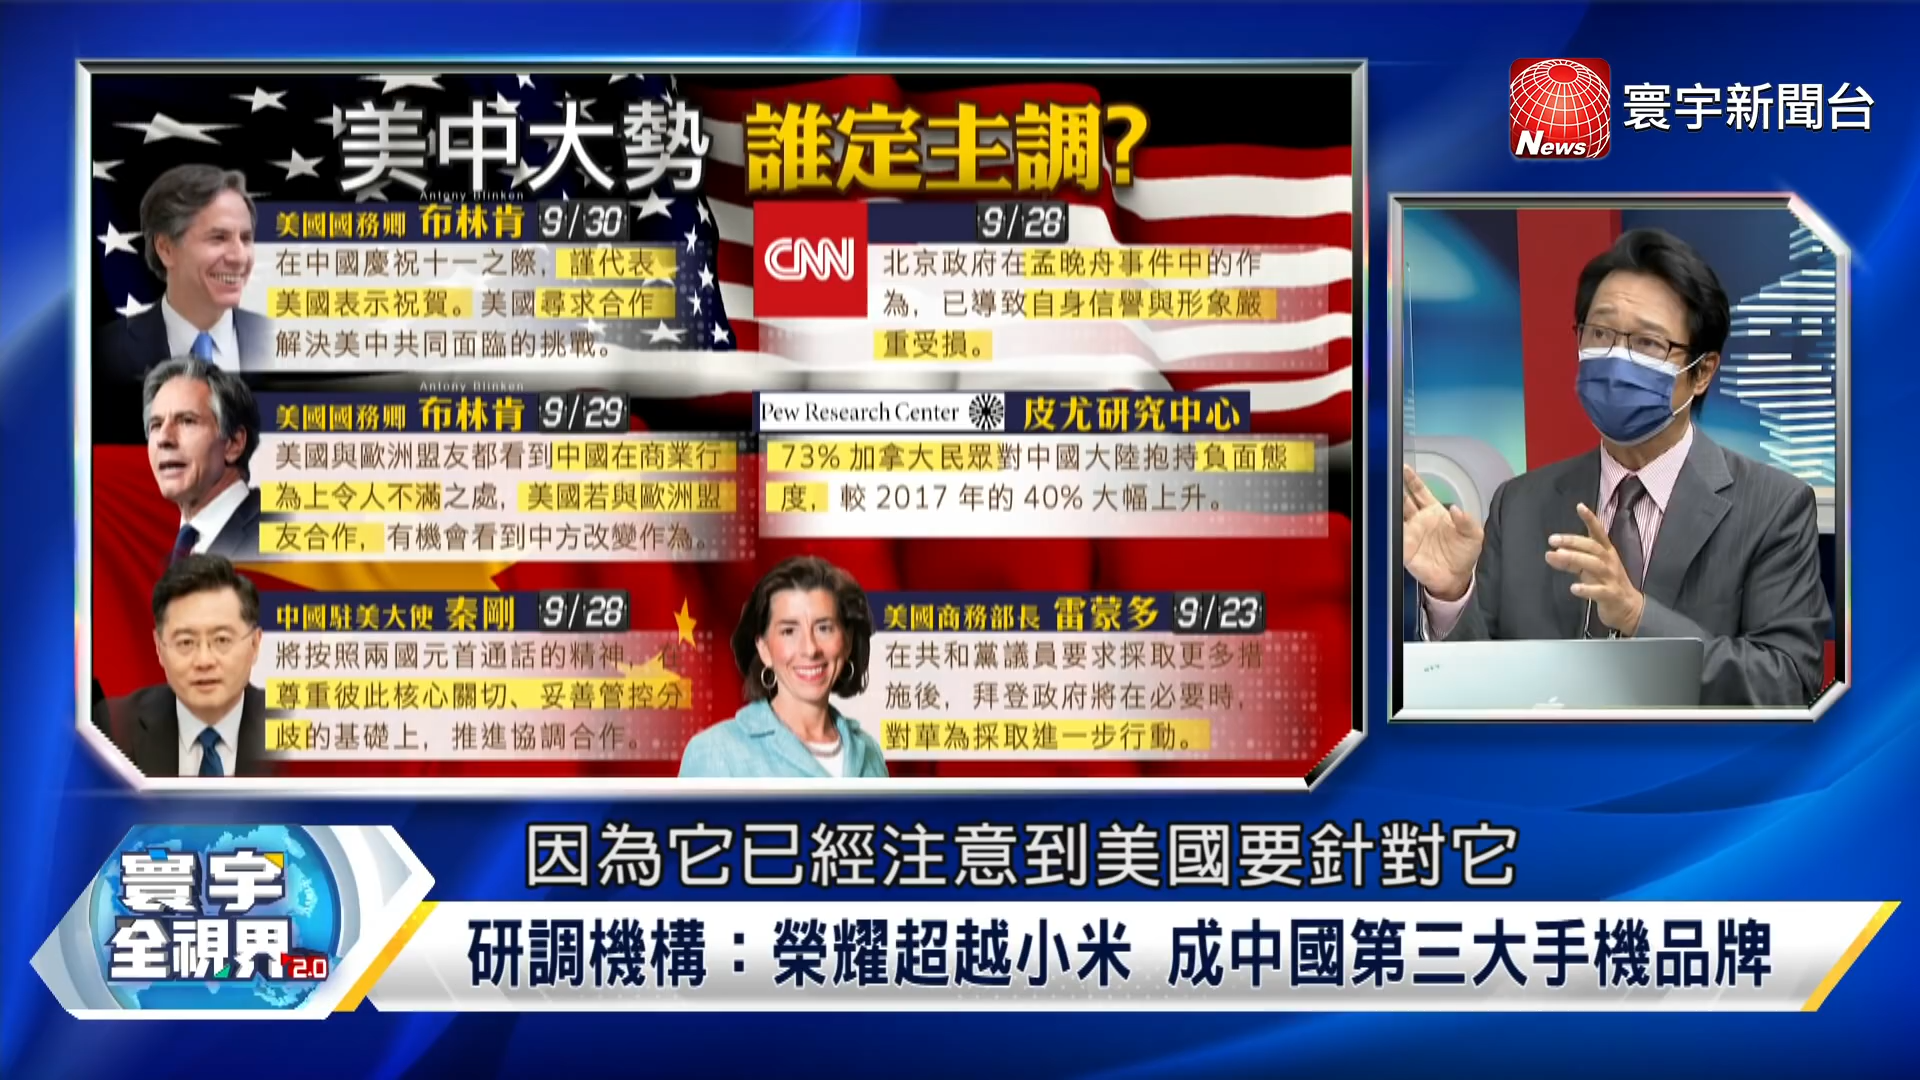 美中大勢 誰定主調?
Antony Blinken
美國國務卿 布林肯 9/30
在中國慶祝十一之際，謹代表
美國表示祝賀。美國尋求合作
解決美中共同面臨的挑戰。
Antony Blinken
美國國務卿 布林肯 9/29
美國與歐洲盟友都看到中國在商業行
為上令人不滿之處，美國若與歐洲盟
友合作，有機會看到中方改變作為。
中國駐美大使 秦剛 9/28
將按照兩國元首通話的精神，在
尊重彼此核心關切、妥善管控分
歧的基礎上，推進協調合作。
CNN 9/28
北京政府在孟晚舟事件中的作
為，已導致自身信譽與形象嚴
重受損。
Pew Research Center 皮尤研究中心
73%加拿大民眾對中國大陸抱持負面態
度，較2017年的40%大幅上升。
美國商務部長 雷蒙多 9/23
在共和黨議員要求採取更多措
施後，拜登政府將在必要時，
對華為採取進一步行動。
News 寰宇新聞台
因為它已經注意到美國要針對它
寰宇
全視界2.0
研調機構：榮耀超越小米 成中國第三大手機品牌